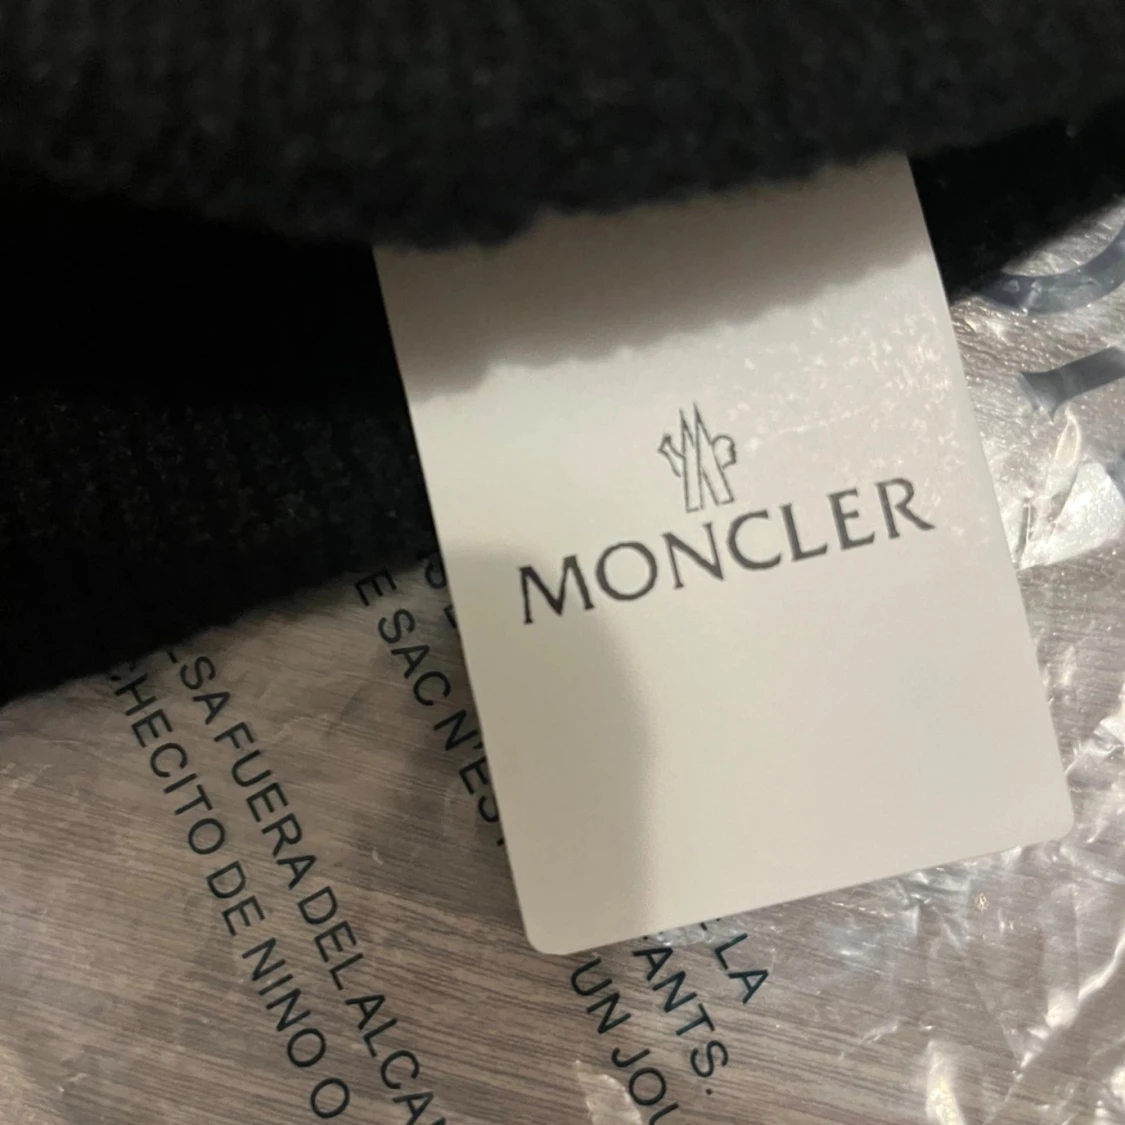 MONCLER
E SAC N'ES
SA FUERA DEL ALCA
HECITO DE NINO O
LA
ANTS.
UN JOU